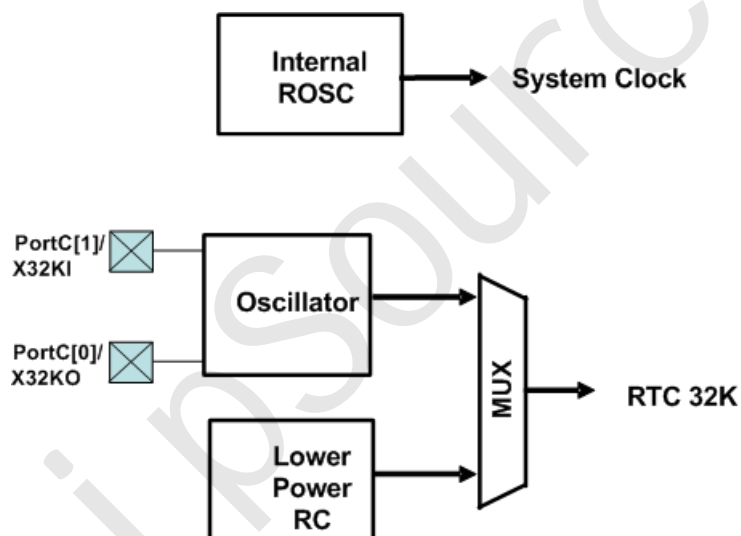 Internal
ROSC
System Clock
PortC[1]/
X32KI
Oscillator
PortC[0]/
X32KO
MUX
RTC 32K
Lower
Power
RC